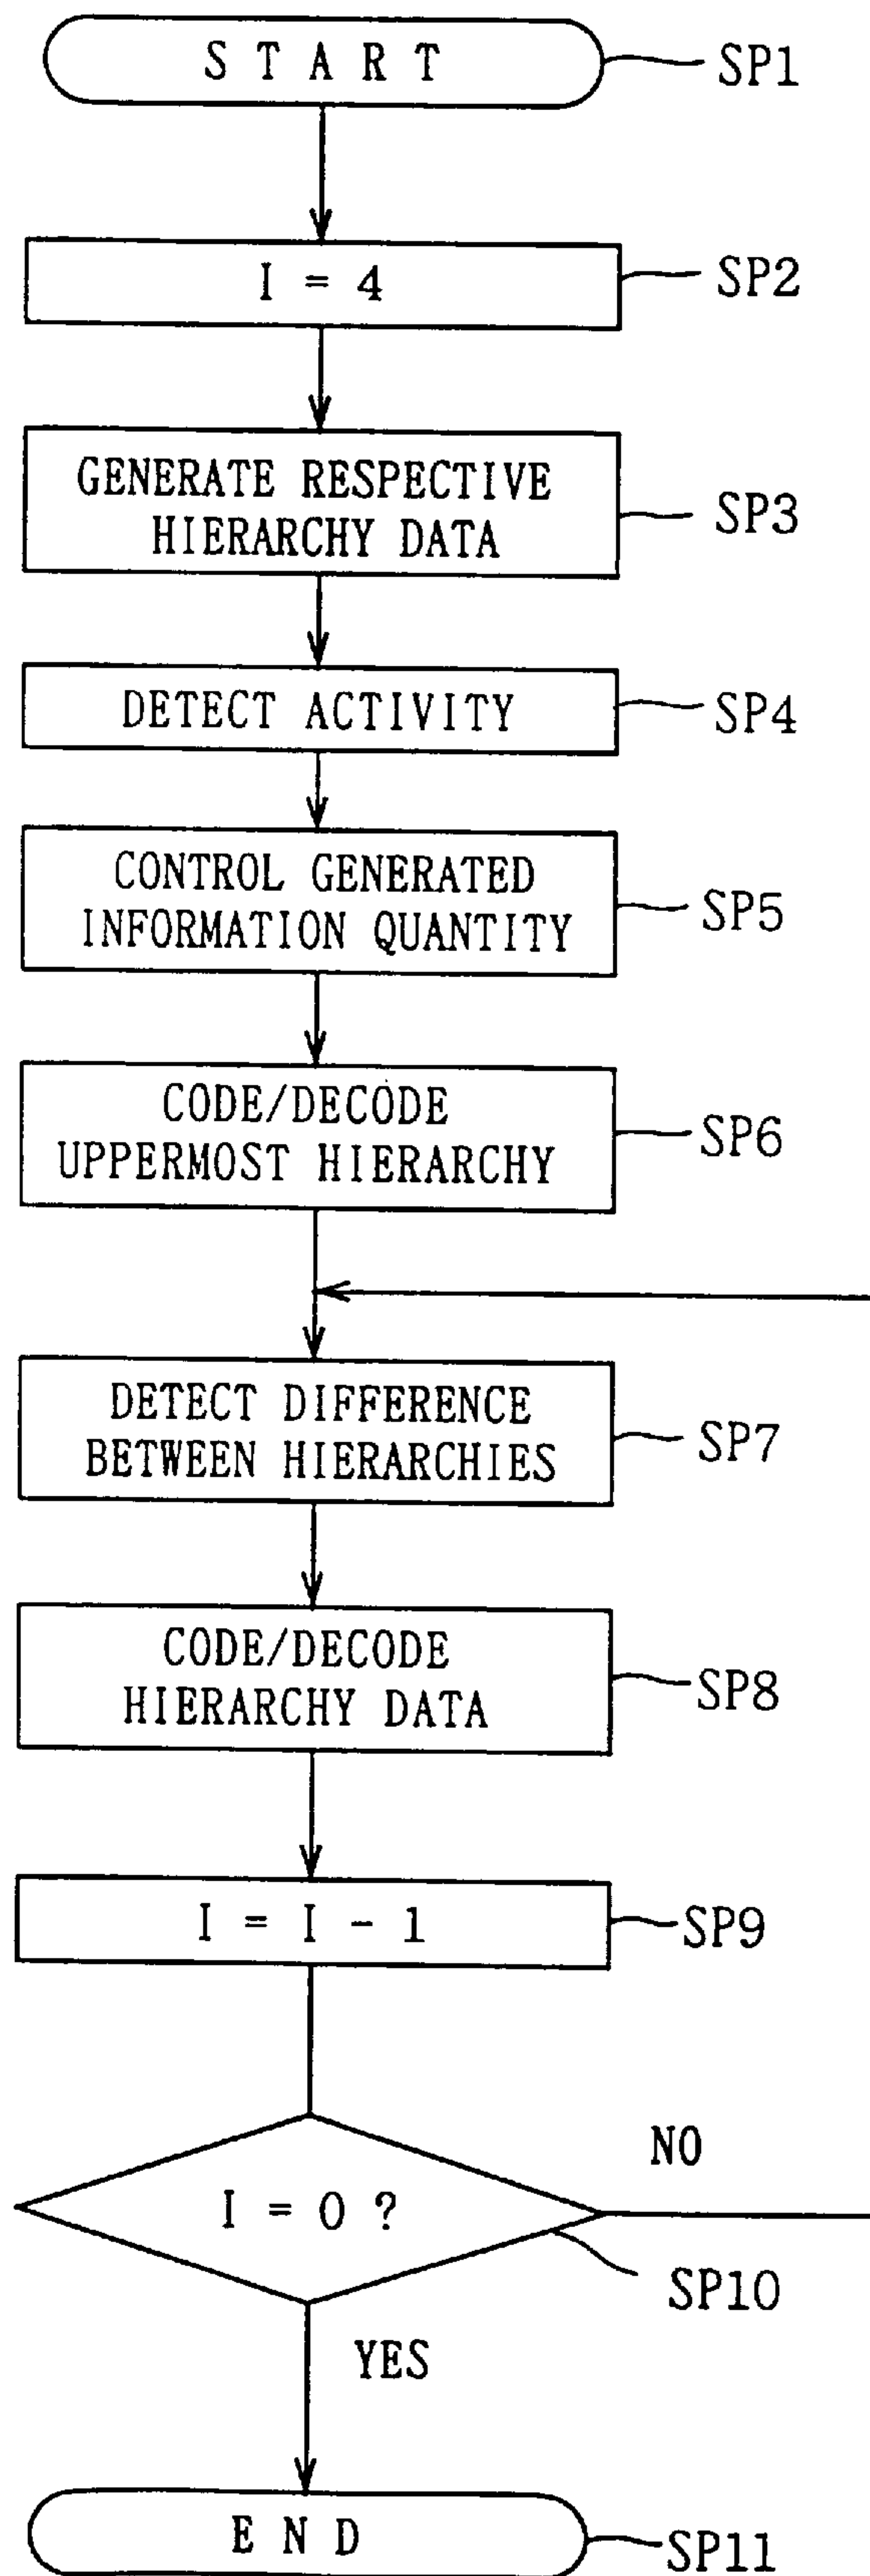 START
SP1
I = 4
SP2
GENERATE RESPECTIVE
HIERARCHY DATA
SP3
DETECT ACTIVITY
SP4
CONTROL GENERATED
INFORMATION QUANTITY
SP5
CODE/DECODE
UPPERMOST HIERARCHY
SP6
DETECT DIFFERENCE
BETWEEN HIERARCHIES
SP7
CODE/DECODE
HIERARCHY DATA
SP8
I = I - 1
SP9
NO
I = 0 ?
SP10
YES
END
SP11